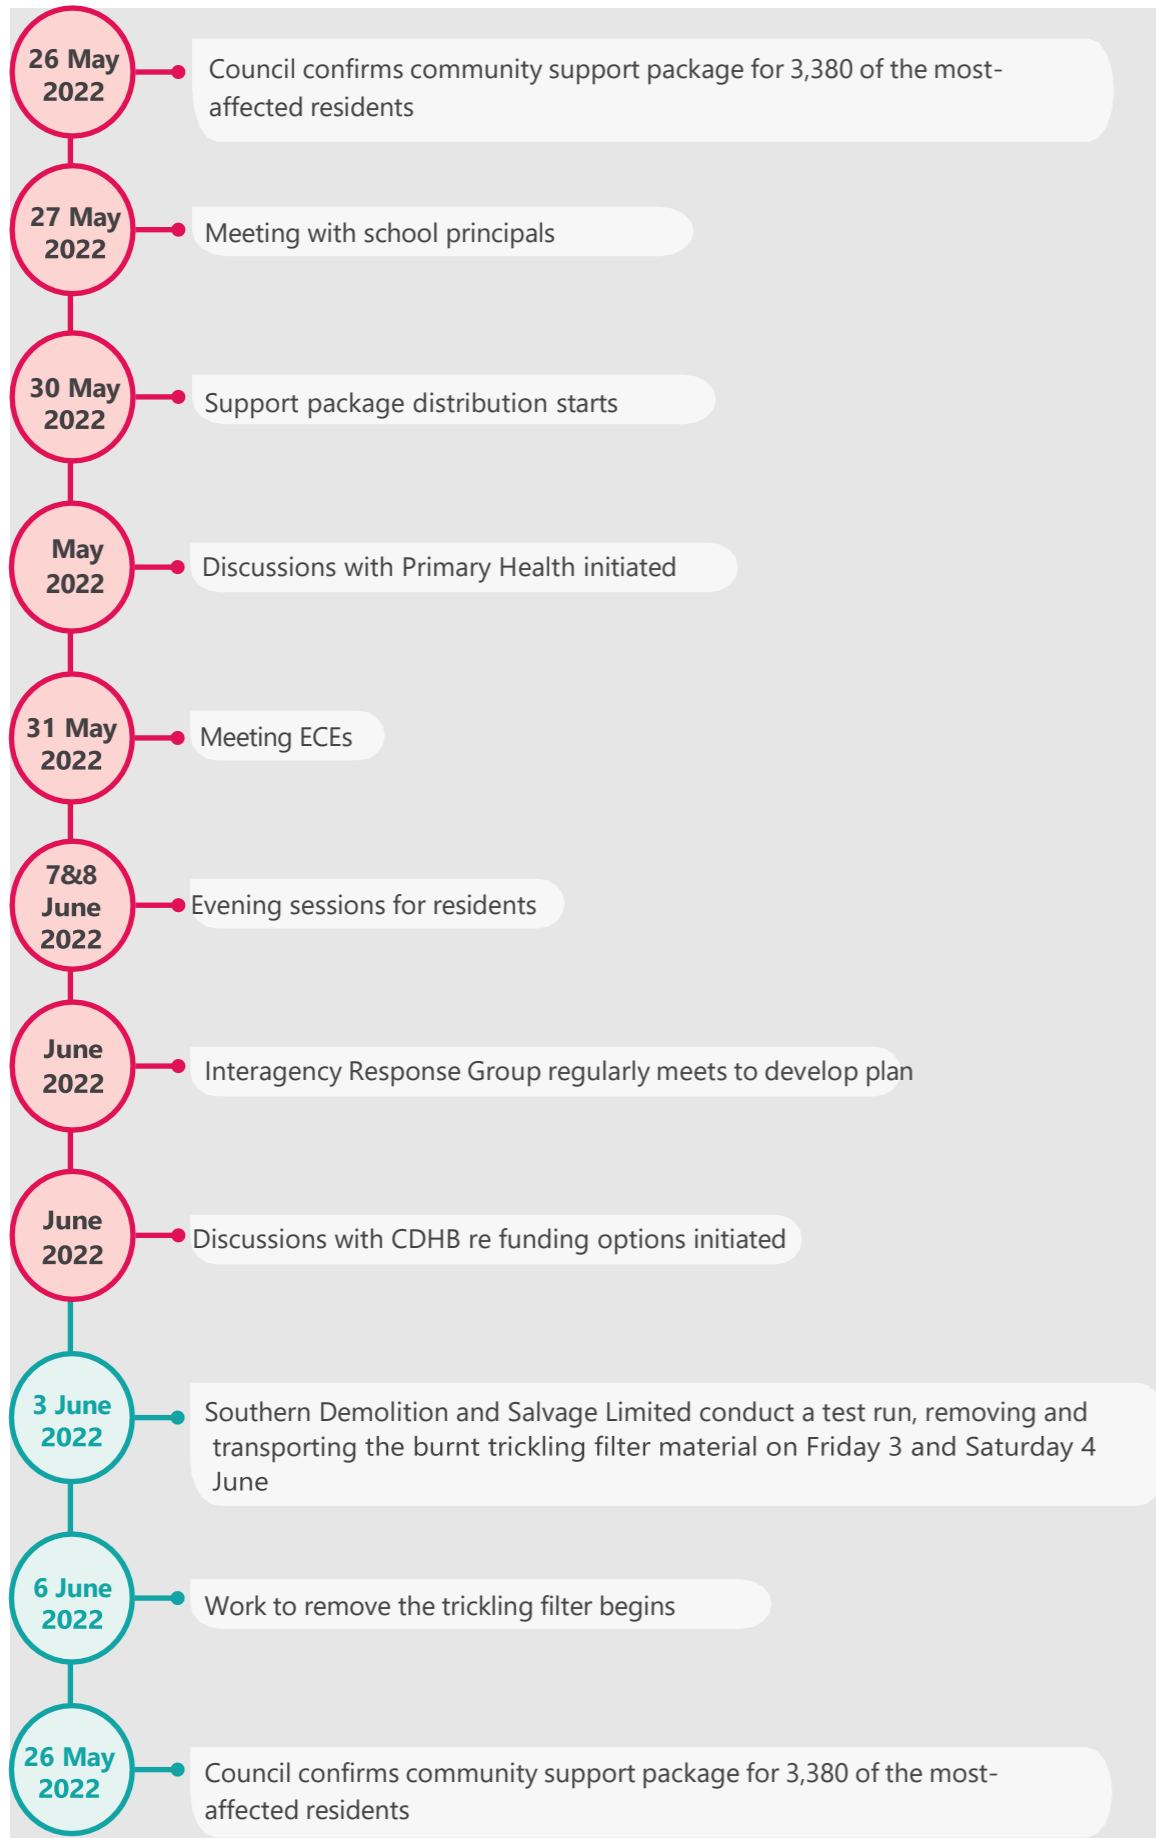 26 May
2022
Council confirms community support package for 3,380 of the most-
affected residents
27 May
2022
Meeting with school principals
30 May
2022
Support package distribution starts
May
2022
Discussions with Primary Health initiated
31 May
2022
Meeting ECEs
7&8
June
2022
Evening sessions for residents
June
2022
Interagency Response Group regularly meets to develop plan
June
2022
Discussions with CDHB re funding options initiated
3 June
2022
Southern Demolition and Salvage Limited conduct a test run, removing and
transporting the burnt trickling filter material on Friday 3 and Saturday 4
June
6 June
2022
Work to remove the trickling filter begins
26 May
2022
Council confirms community support package for 3,380 of the most-
affected residents